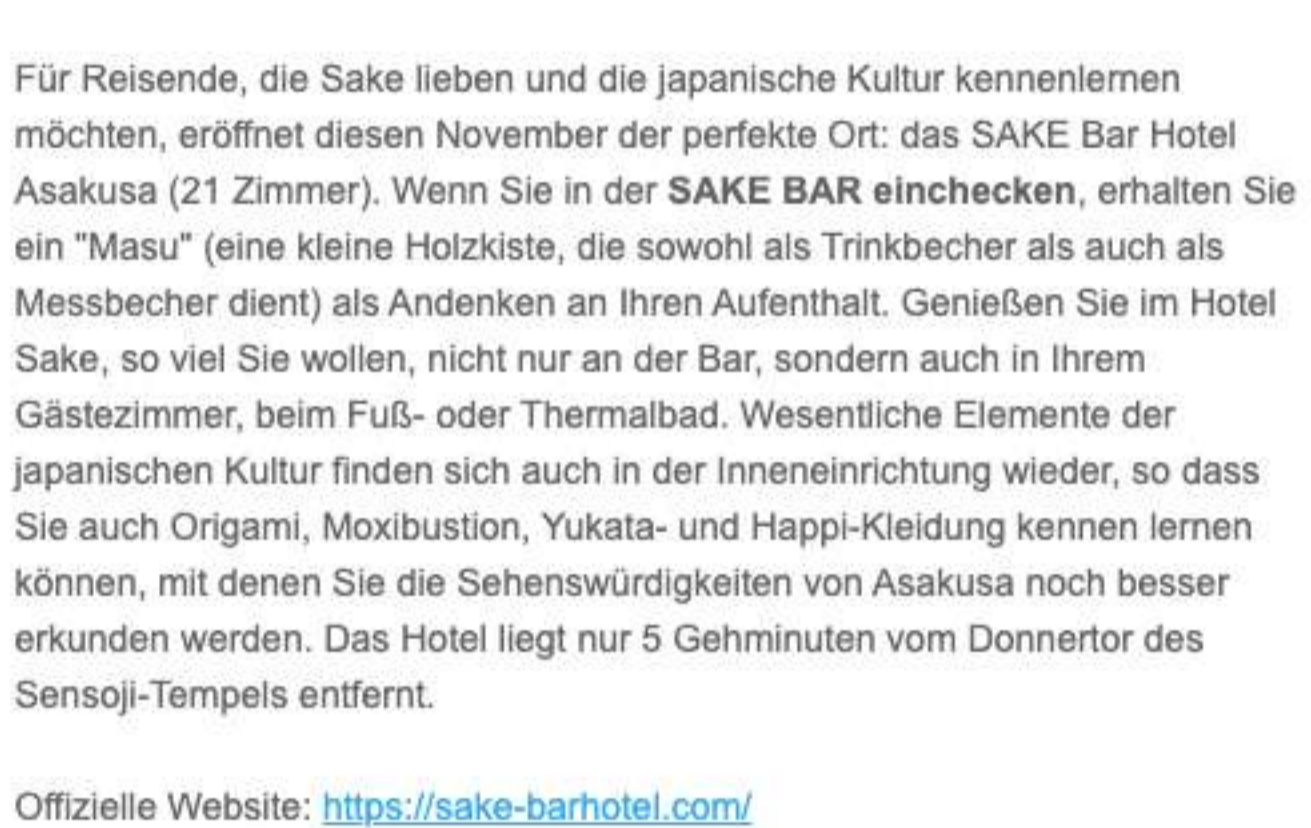 Für Reisende, die Sake lieben und die japanische Kultur kennenlernen
möchten, eröffnet diesen November der perfekte Ort: das SAKE Bar Hotel
Asakusa (21 Zimmer). Wenn Sie in der SAKE BAR einchecken, erhalten Sie
ein "Masu" (eine kleine Holzkiste, die sowohl als Trinkbecher als auch als
Messbecher dient) als Andenken an Ihren Aufenthalt. Genießen Sie im Hotel
Sake, so viel Sie wollen, nicht nur an der Bar, sondern auch in Ihrem
Gästezimmer, beim Fuß- oder Thermalbad. Wesentliche Elemente der
japanischen Kultur finden sich auch in der Inneneinrichtung wieder, so dass
Sie auch Origami, Moxibustion, Yukata- und Happi-Kleidung kennen lernen
können, mit denen Sie die Sehenswürdigkeiten von Asakusa noch besser
erkunden werden. Das Hotel liegt nur 5 Gehminuten vom Donnertor des
Sensoji-Tempels entfernt.
Offizielle Website: https://sake-barhotel.com/